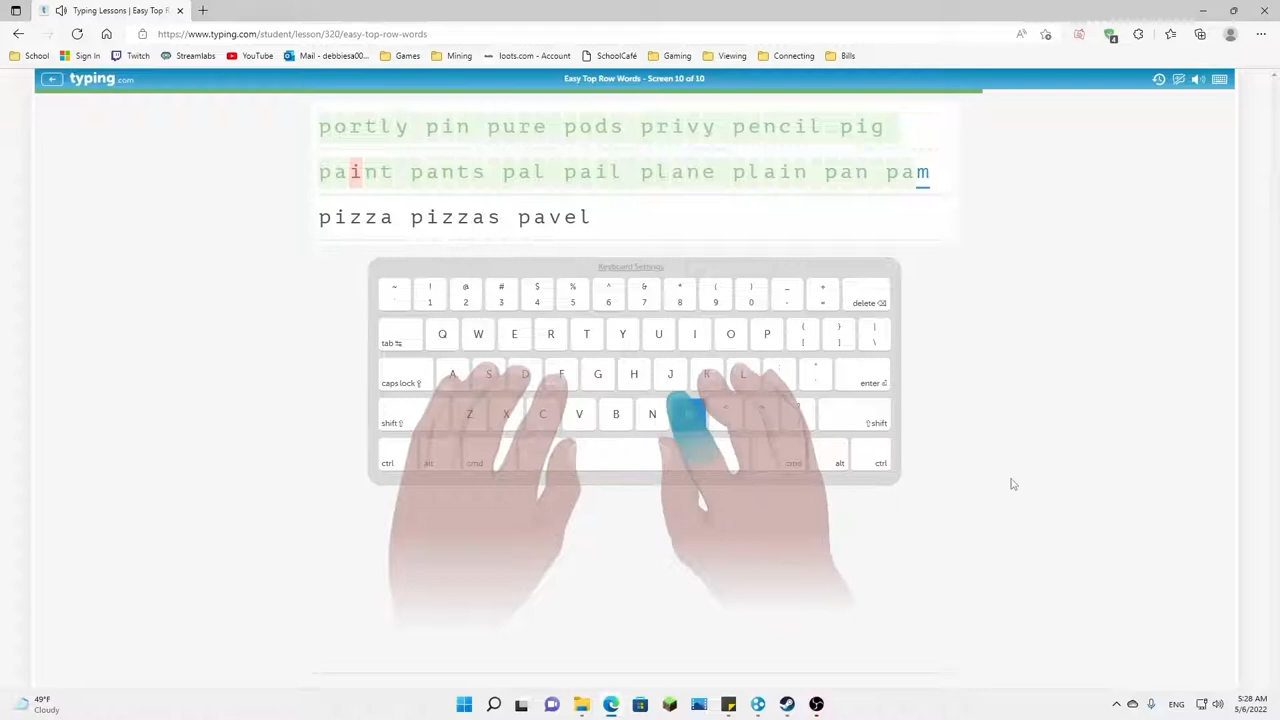 Typing Lessons | Easy Top R
https://www.typing.com/student/lesson/320/easy-top-row-words
School Sign In Twitch Streamlabs YouTube Mail - debbiesa00... Games Mining loots.com - Account SchoolCafé Gaming Viewing Connecting Bills
typing.com Easy Top Row Words - Screen 10 of 10
portly pin pure pods privy pencil pig
paint pants pal pail plane plain pan pam
pizza pizzas pavel
Keyboard Settings
~ ! @ # $ % ^ & * ( ) _ +
` 1 2 3 4 5 6 7 8 9 0 - = delete
tab Q W E R T Y U I O P { [ } ] | \
caps lock A S D F G H J K L : ; " ' enter
shift Z X C V B N M < > ? shift
ctrl alt cmd cmd alt ctrl
49°F
Cloudy
ENG
5:28 AM
5/6/2022